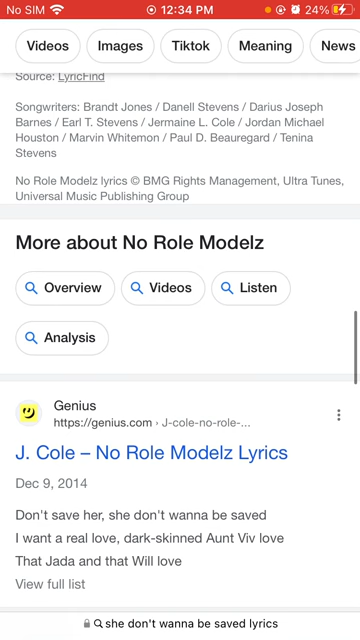 No SIM 12:34 PM 24%
Videos Images Tiktok Meaning News
Source: LyricFind
Songwriters: Brandt Jones / Danell Stevens / Darius Joseph
Barnes / Earl T. Stevens / Jermaine L. Cole / Jordan Michael
Houston / Marvin Whitemon / Paul D. Beauregard / Tenina
Stevens
No Role Modelz lyrics © BMG Rights Management, Ultra Tunes,
Universal Music Publishing Group
More about No Role Modelz
Overview Videos Listen
Analysis
Genius
https://genius.com › J-cole-no-role-...
J. Cole – No Role Modelz Lyrics
Dec 9, 2014
Don't save her, she don't wanna be saved
I want a real love, dark-skinned Aunt Viv love
That Jada and that Will love
View full list
she don't wanna be saved lyrics